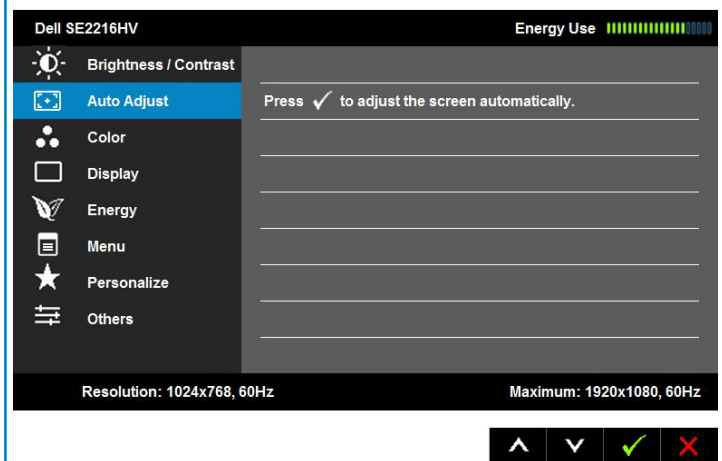 Dell SE2216HV Energy Use
Brightness / Contrast
Auto Adjust Press ✓ to adjust the screen automatically.
Color
Display
Energy
Menu
Personalize
Others
Resolution: 1024x768, 60Hz Maximum: 1920x1080, 60Hz